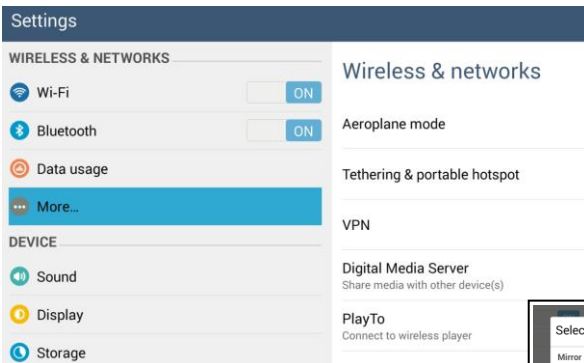 Settings
WIRELESS & NETWORKS
Wi-Fi ON
Bluetooth ON
Data usage
More...
DEVICE
Sound
Display
Storage
Wireless & networks
Aeroplane mode
Tethering & portable hotspot
VPN
Digital Media Server
Share media with other device(s)
PlayTo
Connect to wireless player
Mirror